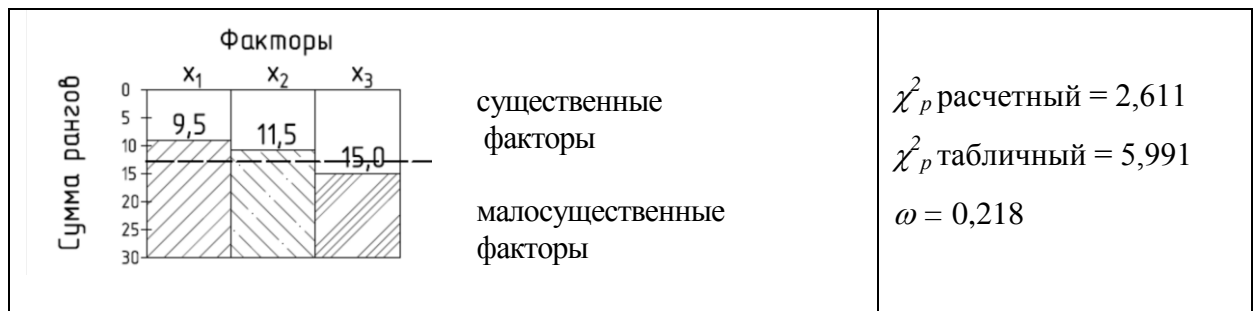 Факторы
x₁ x₂ x₃
Сумма рангов
0
5
10
15
20
25
30
9,5 11,5 15,0
существенные
факторы
малосущественные
факторы
χ²ₚ расчетный = 2,611
χ²ₚ табличный = 5,991
ω = 0,218